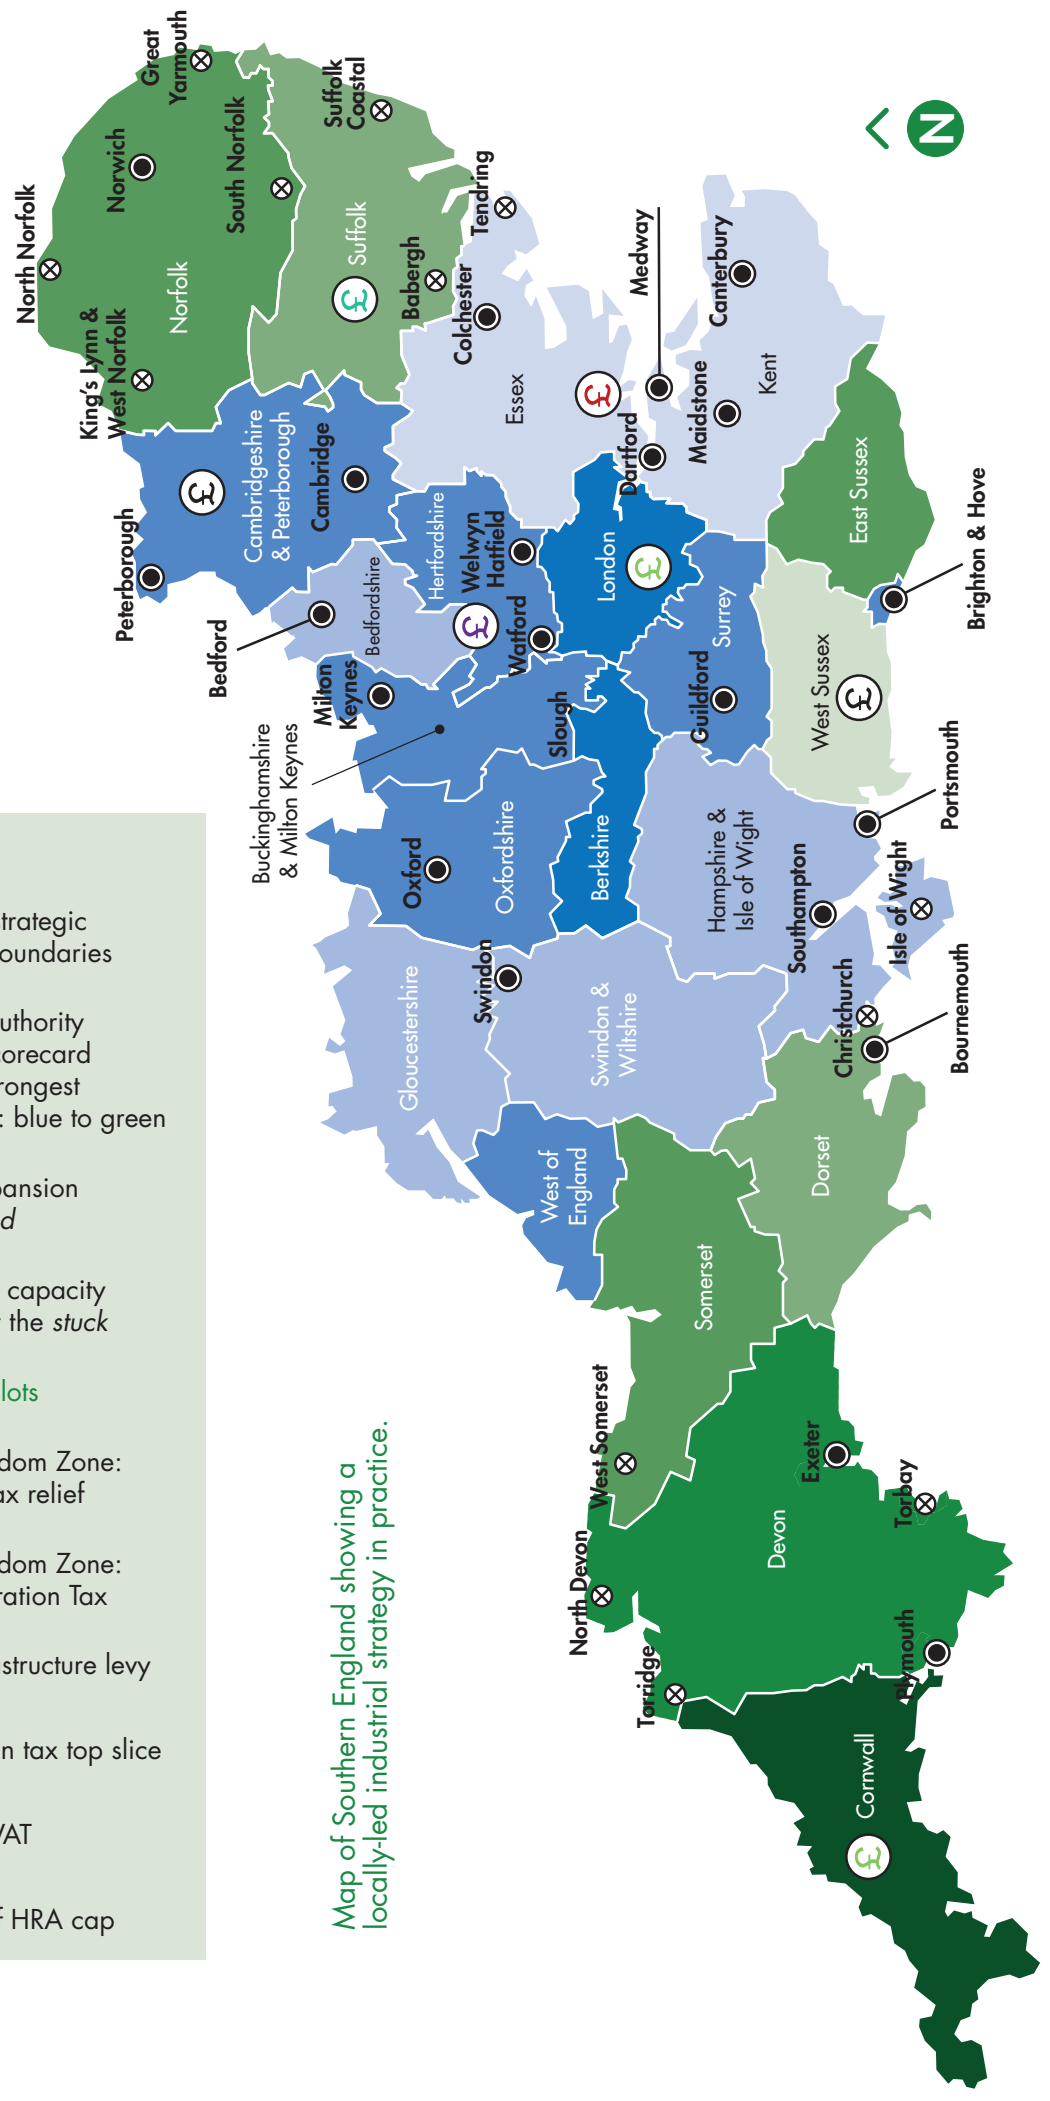 trategic
oundaries
uthority
corecard
rongest
: blue to green
pansion
d
capacity
the stuck
lots
dom Zone:
ax relief
dom Zone:
ration Tax
structure levy
n tax top slice
VAT
f HRA cap
Map of Southern England showing a
locally-led industrial strategy in practice.
N
North Norfolk
King's Lynn &
West Norfolk
Norwich
Great
Yarmouth
Norfolk
South Norfolk
Suffolk
£
Suffolk
Coastal
Babergh
Tendring
Colchester
Essex
£
Peterborough
£
Cambridgeshire
& Peterborough
Cambridge
Bedford
Bedfordshire
Hertfordshire
Welwyn
Hatfield
£
Watford
Milton
Keynes
Buckinghamshire
& Milton Keynes
Slough
London
£
Dartford
Medway
Maidstone
Canterbury
Kent
East Sussex
Brighton & Hove
West Sussex
£
Surrey
Guildford
Berkshire
Oxford
Oxfordshire
Hampshire &
Isle of Wight
Southampton
Portsmouth
Isle of Wight
Swindon
Swindon &
Wiltshire
Gloucestershire
West of
England
Christchurch
Bournemouth
Dorset
Somerset
West Somerset
North Devon
Torridge
Devon
Exeter
Torbay
Plymouth
Cornwall
£